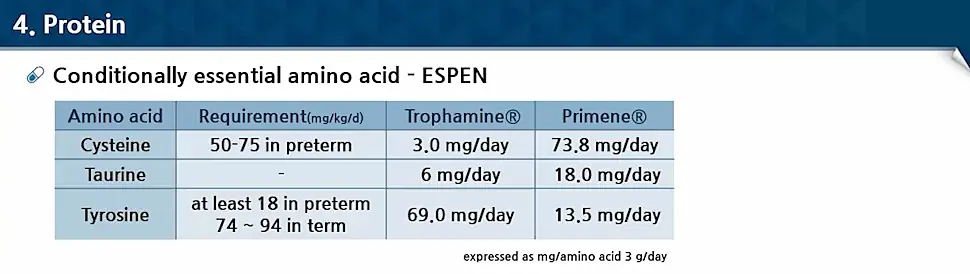 4. Protein
Conditionally essential amino acid - ESPEN
Amino acid Requirement(mg/kg/d) Trophamine® Primene®
Cysteine 50-75 in preterm 3.0 mg/day 73.8 mg/day
Taurine - 6 mg/day 18.0 mg/day
Tyrosine at least 18 in preterm 69.0 mg/day 13.5 mg/day
74 ~ 94 in term
expressed as mg/amino acid 3 g/day